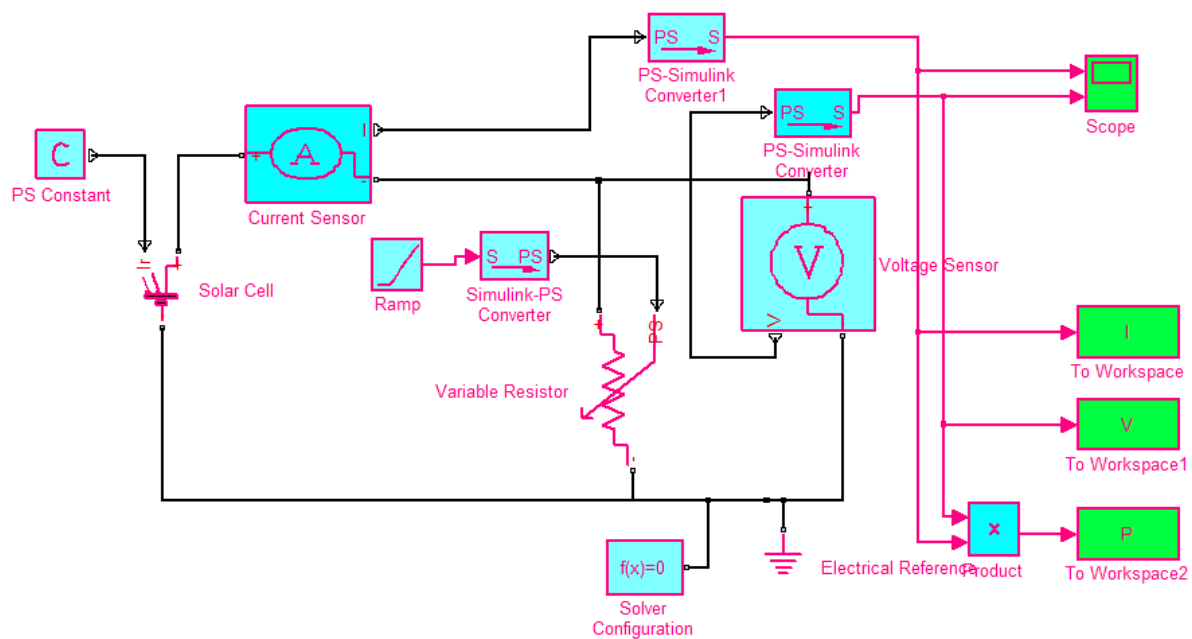 PS S
PS-Simulink
Converter1
Scope
C
PS Constant
A
I
+
-
Current Sensor
PS S
PS-Simulink
Converter
+
V
V
Voltage Sensor
Ir
+
Solar Cell
Ramp
S PS
Simulink-PS
Converter
+
PS
-
Variable Resistor
I
To Workspace
V
To Workspace1
f(x)=0
Solver
Configuration
Electrical Reference
×
Product
P
To Workspace2